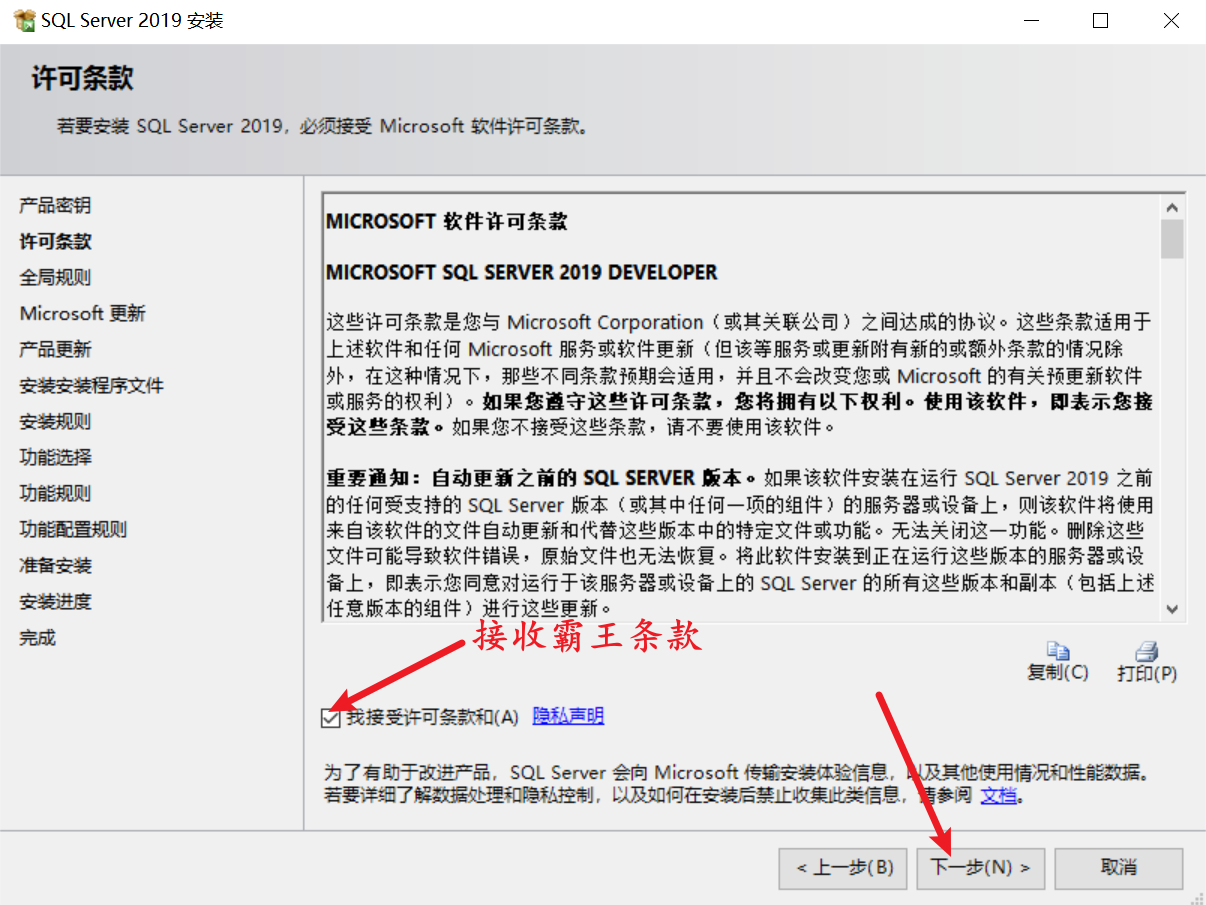 SQL Server 2019 安装
许可条款
若要安装 SQL Server 2019，必须接受 Microsoft 软件许可条款。
产品密钥
许可条款
全局规则
Microsoft 更新
产品更新
安装安装程序文件
安装规则
功能选择
功能规则
功能配置规则
准备安装
安装进度
完成
MICROSOFT 软件许可条款
MICROSOFT SQL SERVER 2019 DEVELOPER
这些许可条款是您与 Microsoft Corporation（或其关联公司）之间达成的协议。这些条款适用于
上述软件和任何 Microsoft 服务或软件更新（但该等服务或更新附有新的或额外条款的情况除
外，在这种情况下，那些不同条款预期会适用，并且不会改变您或 Microsoft 的有关预更新软件
或服务的权利）。如果您遵守这些许可条款，您将拥有以下权利。使用该软件，即表示您接
受这些条款。如果您不接受这些条款，请不要使用该软件。
重要通知：自动更新之前的 SQL SERVER 版本。如果该软件安装在运行 SQL Server 2019 之前
的任何受支持的 SQL Server 版本（或其中任何一项的组件）的服务器或设备上，则该软件将使用
来自该软件的文件自动更新和代替这些版本中的特定文件或功能。无法关闭这一功能。删除这些
文件可能导致软件错误，原始文件也无法恢复。将此软件安装到正在运行这些版本的服务器或设
备上，即表示您同意对运行于该服务器或设备上的 SQL Server 的所有这些版本和副本（包括上述
任意版本的组件）进行这些更新。
接收霸王条款
复制(C) 打印(P)
我接受许可条款和(A) 隐私声明
为了有助于改进产品，SQL Server 会向 Microsoft 传输安装体验信息，以及其他使用情况和性能数据。
若要详细了解数据处理和隐私控制，以及如何在安装后禁止收集此类信息，请参阅 文档。
< 上一步(B) 下一步(N) > 取消